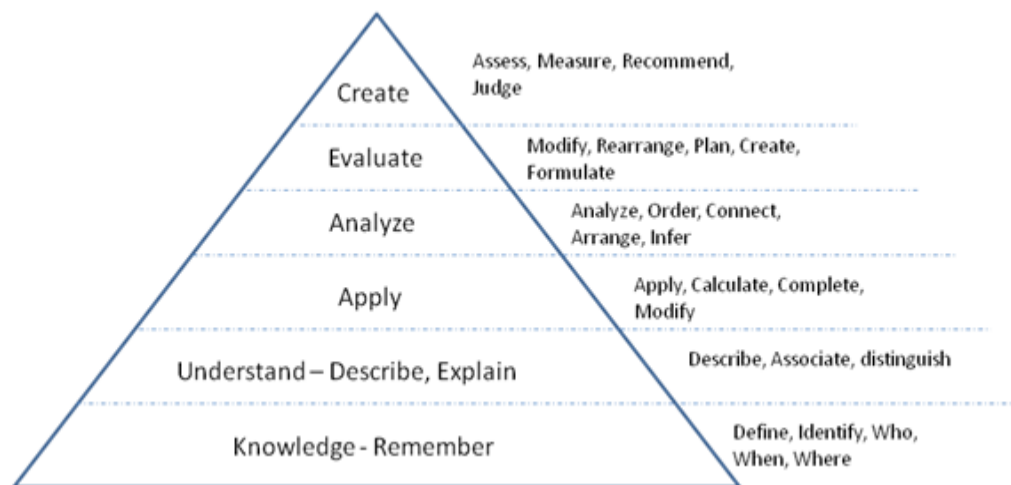 Create
Assess, Measure, Recommend,
Judge
Evaluate
Modify, Rearrange, Plan, Create,
Formulate
Analyze
Analyze, Order, Connect,
Arrange, Infer
Apply
Apply, Calculate, Complete,
Modify
Understand – Describe, Explain
Describe, Associate, distinguish
Knowledge - Remember
Define, Identify, Who,
When, Where